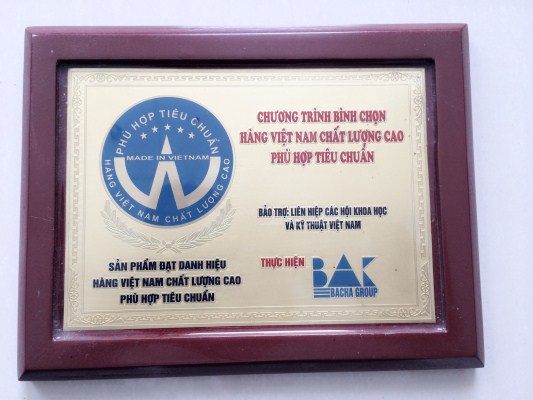 PHÙ HỢP TIÊU CHUẨN
MADE IN VIETNAM
HÀNG VIỆT NAM CHẤT LƯỢNG CAO
SẢN PHẨM ĐẠT DANH HIỆU
HÀNG VIỆT NAM CHẤT LƯỢNG CAO
PHÙ HỢP TIÊU CHUẨN
CHƯƠNG TRÌNH BÌNH CHỌN
HÀNG VIỆT NAM CHẤT LƯỢNG CAO
PHÙ HỢP TIÊU CHUẨN
BẢO TRỢ: LIÊN HIỆP CÁC HỘI KHOA HỌC
VÀ KỸ THUẬT VIỆT NAM
THỰC HIỆN
BAK
BACHA GROUP